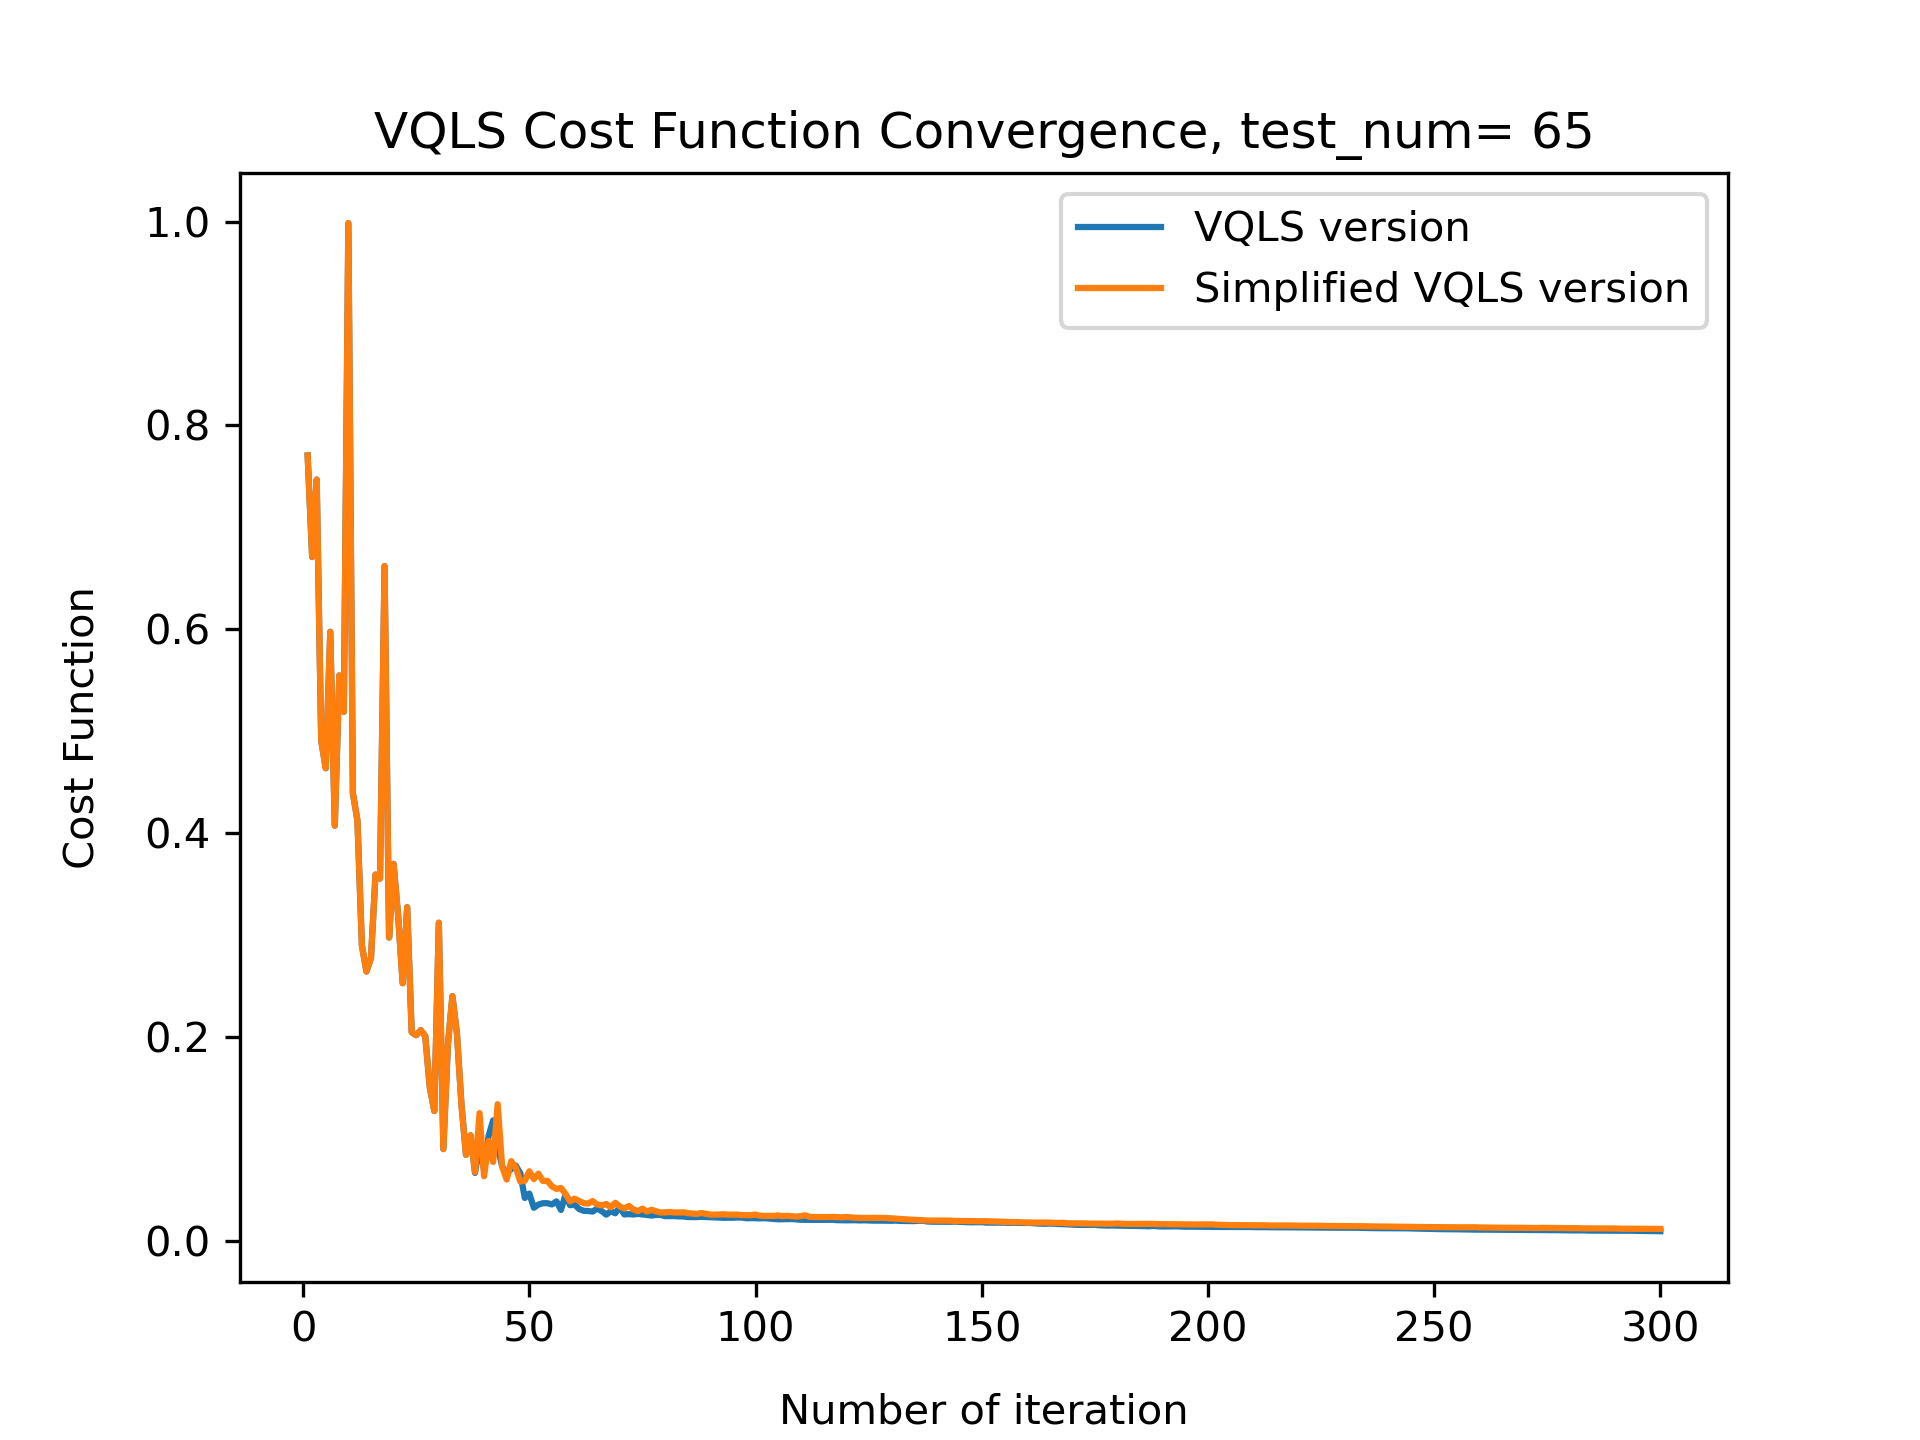 VQLS Cost Function Convergence, test_num= 65
VQLS version
Simplified VQLS version
1.0
0.8
0.6
0.4
0.2
0.0
Cost Function
0 50 100 150 200 250 300
Number of iteration